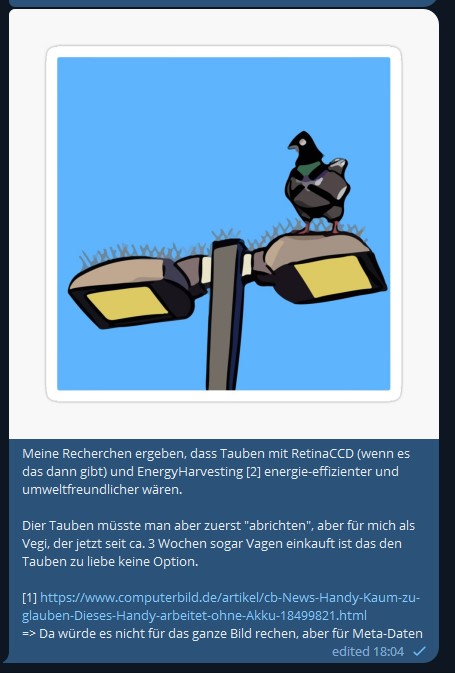 Meine Recherchen ergeben, dass Tauben mit RetinaCCD (wenn es
das dann gibt) und EnergyHarvesting [2] energie-effizienter und
umweltfreundlicher wären.
Dier Tauben müsste man aber zuerst "abrichten", aber für mich als
Vegi, der jetzt seit ca. 3 Wochen sogar Vagen einkauft ist das den
Tauben zu liebe keine Option.
[1] https://www.computerbild.de/artikel/cb-News-Handy-Kaum-zu-
glauben-Dieses-Handy-arbeitet-ohne-Akku-18499821.html
=> Da würde es nicht für das ganze Bild rechen, aber für Meta-Daten
edited 18:04